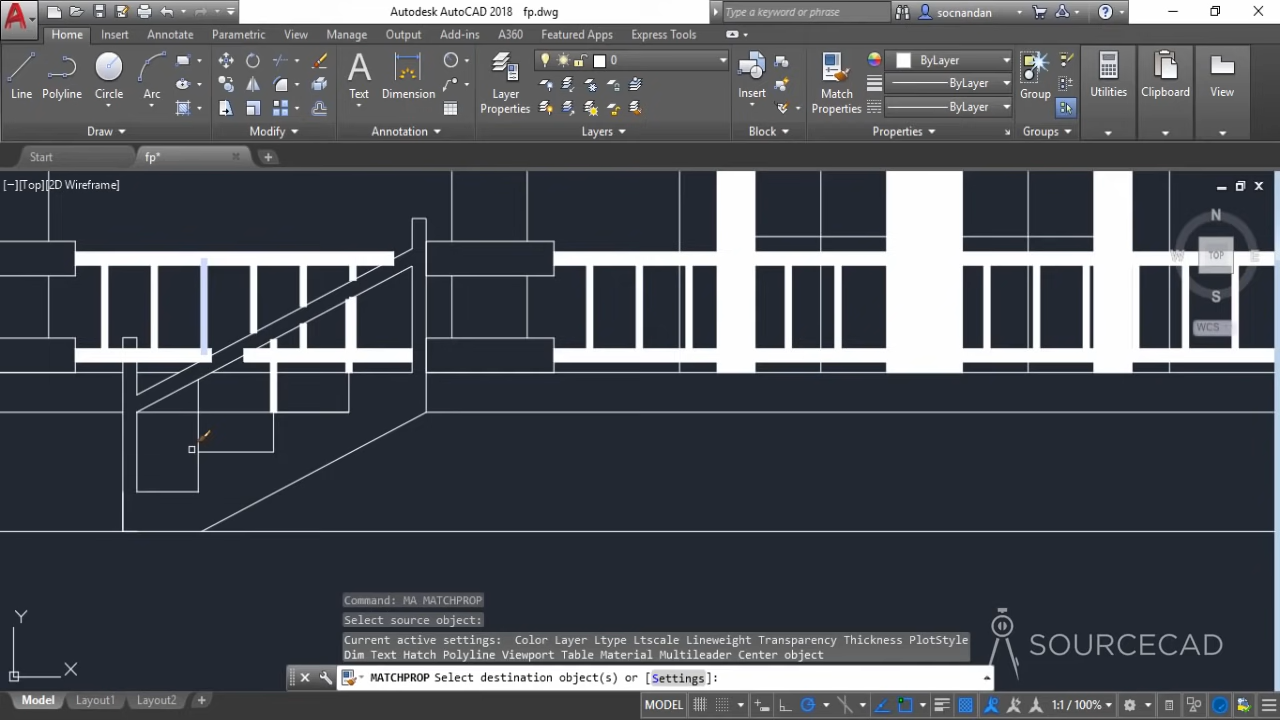 Autodesk AutoCAD 2018 fp.dwg
Type a keyword or phrase
socnandan
Home Insert Annotate Parametric View Manage Output Add-ins A360 Featured Apps Express Tools
Line Polyline Circle Arc
Text Dimension
Layer Properties
0
Insert
Match Properties
ByLayer
ByLayer
ByLayer
Group
Utilities
Clipboard
View
Draw Modify Annotation Layers Block Properties Groups
Start fp*
[−][Top][2D Wireframe]
N
W TOP E
S
WCS
Command: MA MATCHPROP
Select source object:
Current active settings: Color Layer Ltype Ltscale Lineweight Transparency Thickness PlotStyle
Dim Text Hatch Polyline Viewport Table Material Multileader Center object
MATCHPROP Select destination object(s) or [Settings]:
Y
X
SOURCECAD
Model Layout1 Layout2
MODEL 1:1 / 100%